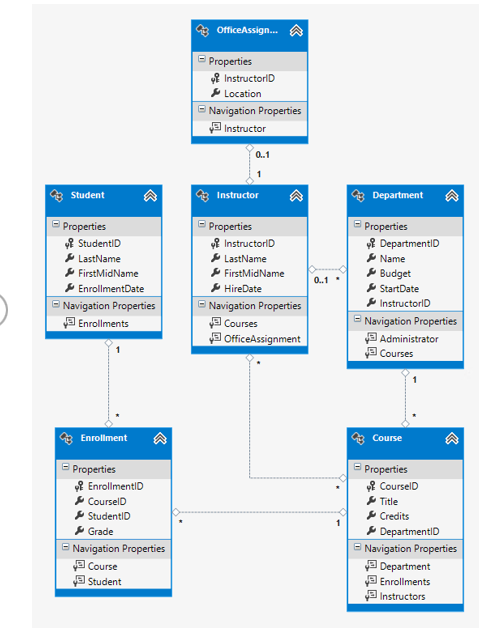 OfficeAssign...
Properties
InstructorID
Location
Navigation Properties
Instructor
0..1
1
Student
Properties
StudentID
LastName
FirstMidName
EnrollmentDate
Navigation Properties
Enrollments
Instructor
Properties
InstructorID
LastName
FirstMidName
HireDate
Navigation Properties
Courses
OfficeAssignment
0..1 *
Department
Properties
DepartmentID
Name
Budget
StartDate
InstructorID
Navigation Properties
Administrator
Courses
1
*
*
*
1
*
Enrollment
Properties
EnrollmentID
CourseID
StudentID
Grade
Navigation Properties
Course
Student
*
1
Course
Properties
CourseID
Title
Credits
DepartmentID
Navigation Properties
Department
Enrollments
Instructors